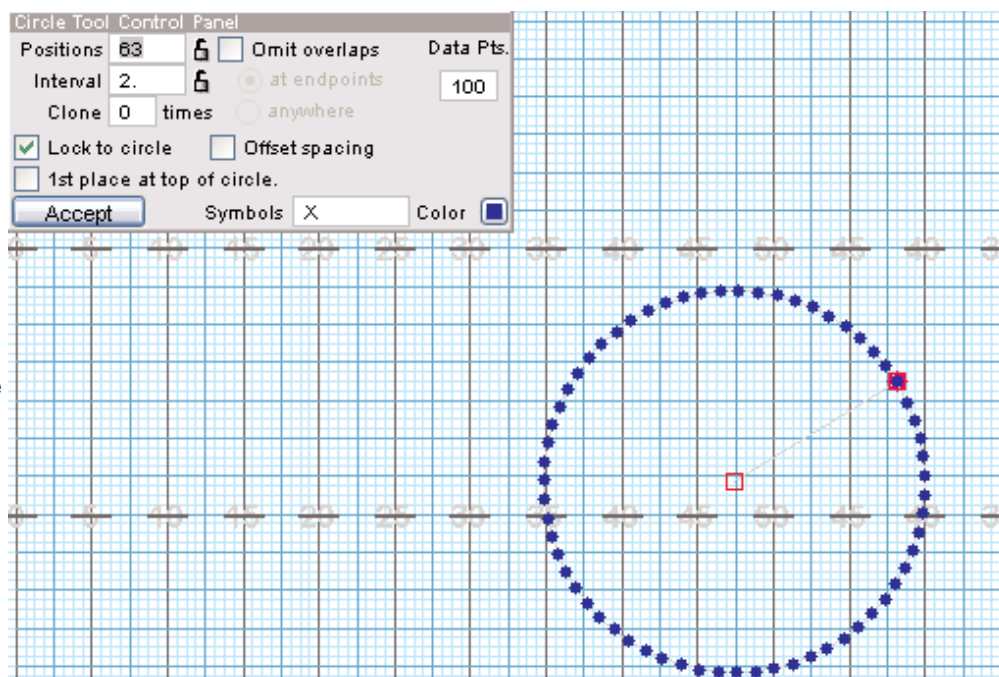 Circle Tool Control Panel
Positions 63 Omit overlaps Data Pts.
Interval 2. at endpoints 100
Clone 0 times anywhere
Lock to circle Offset spacing
1st place at top of circle.
Accept Symbols X Color
0 5 10 15 20 25 30 35 40 45 50 45 40 3
0 5 10 15 20 25 30 40 45 50 45 40 3